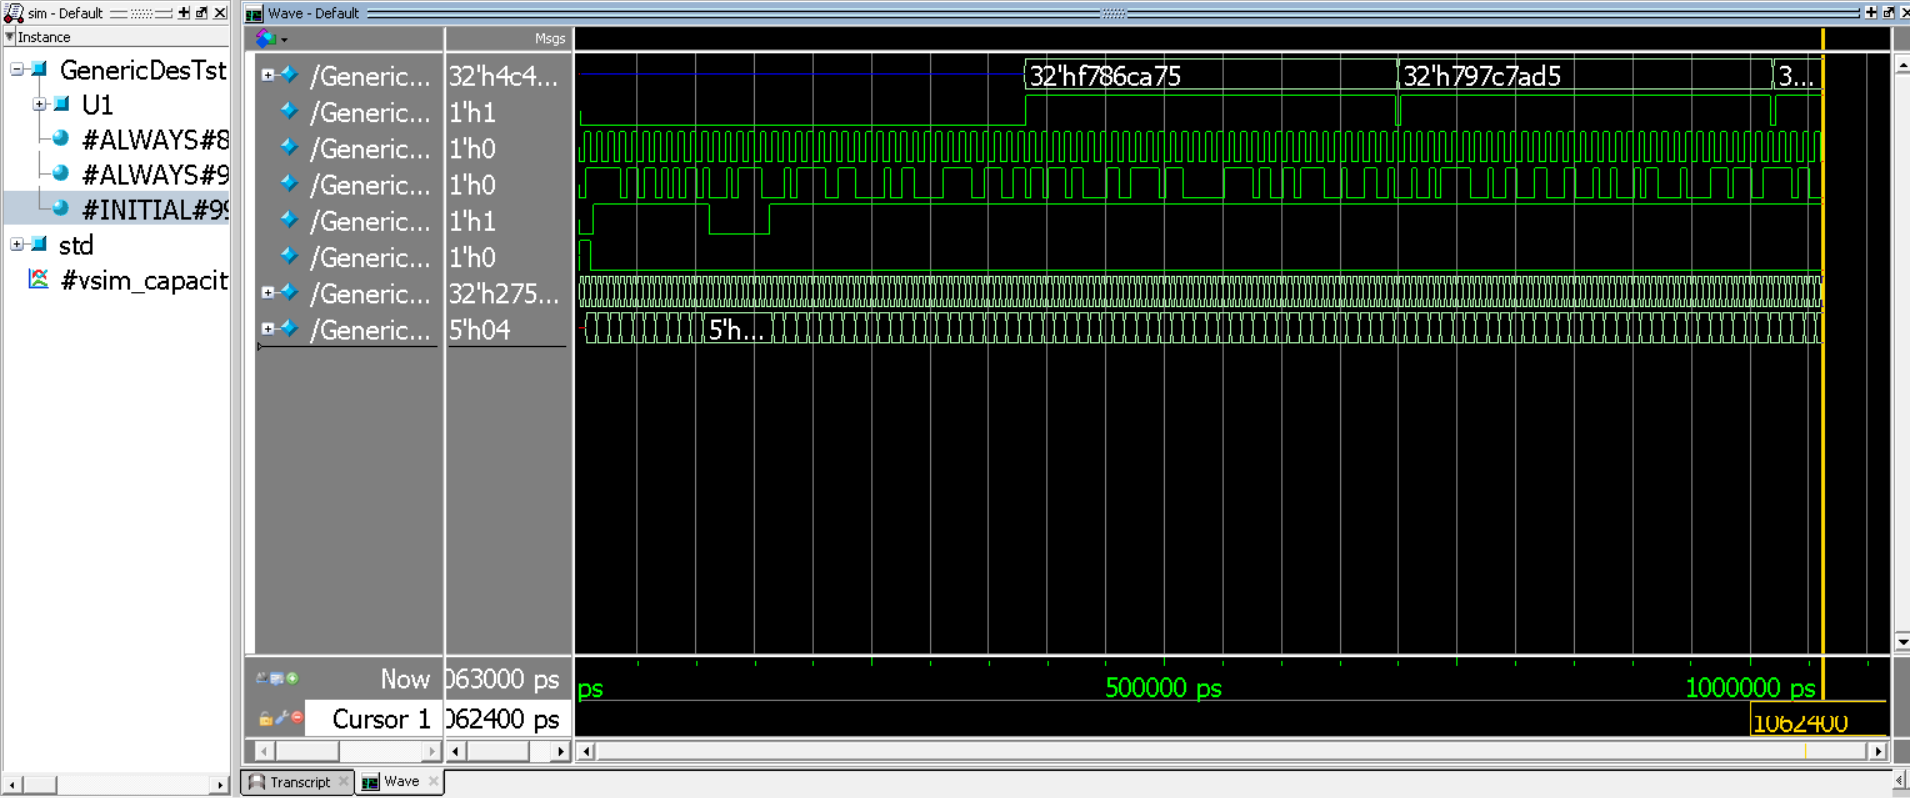 sim - Default
Instance
GenericDesTst
U1
#ALWAYS#8
#ALWAYS#9
#INITIAL#99
std
#vsim_capacit
Wave - Default
Msgs
/Generic... 32'h4c4... 32'hf786ca75 32'h797c7ad5 3...
/Generic... 1'h1
/Generic... 1'h0
/Generic... 1'h0
/Generic... 1'h1
/Generic... 1'h0
/Generic... 32'h275...
/Generic... 5'h04 5'h...
Now 063000 ps ps 500000 ps 1000000 ps
Cursor 1 062400 ps 1062400
Transcript Wave